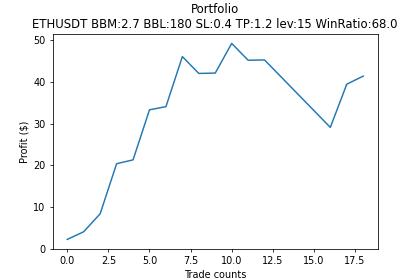 Portfolio
ETHUSDT BBM:2.7 BBL:180 SL:0.4 TP:1.2 lev:15 WinRatio:68.0
50
40
30
20
10
0
Profit ($)
0.0 2.5 5.0 7.5 10.0 12.5 15.0 17.5
Trade counts